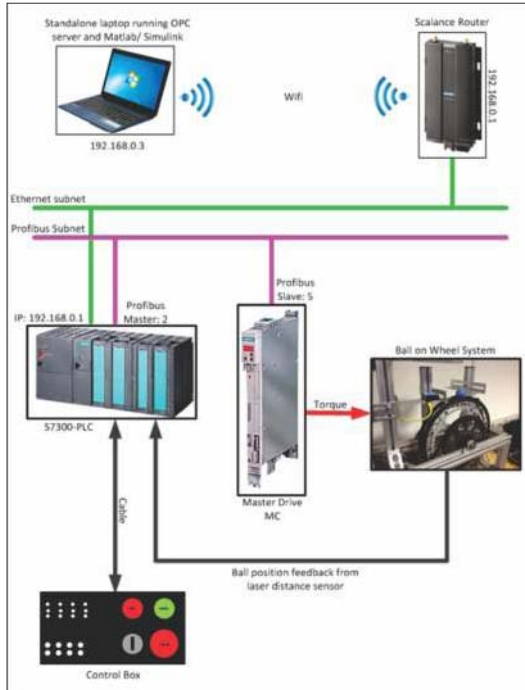 Standalone laptop running OPC
server and Matlab/ Simulink
Scalance Router
Wifi
192.168.0.1
192.168.0.3
Ethernet subnet
Profibus Subnet
IP: 192.168.0.1
Profibus
Master: 2
Profibus
Slave: 5
Ball on Wheel System
Torque
S7300-PLC
Cable
Master Drive
MC
Ball position feedback from
laser distance sensor
Control Box